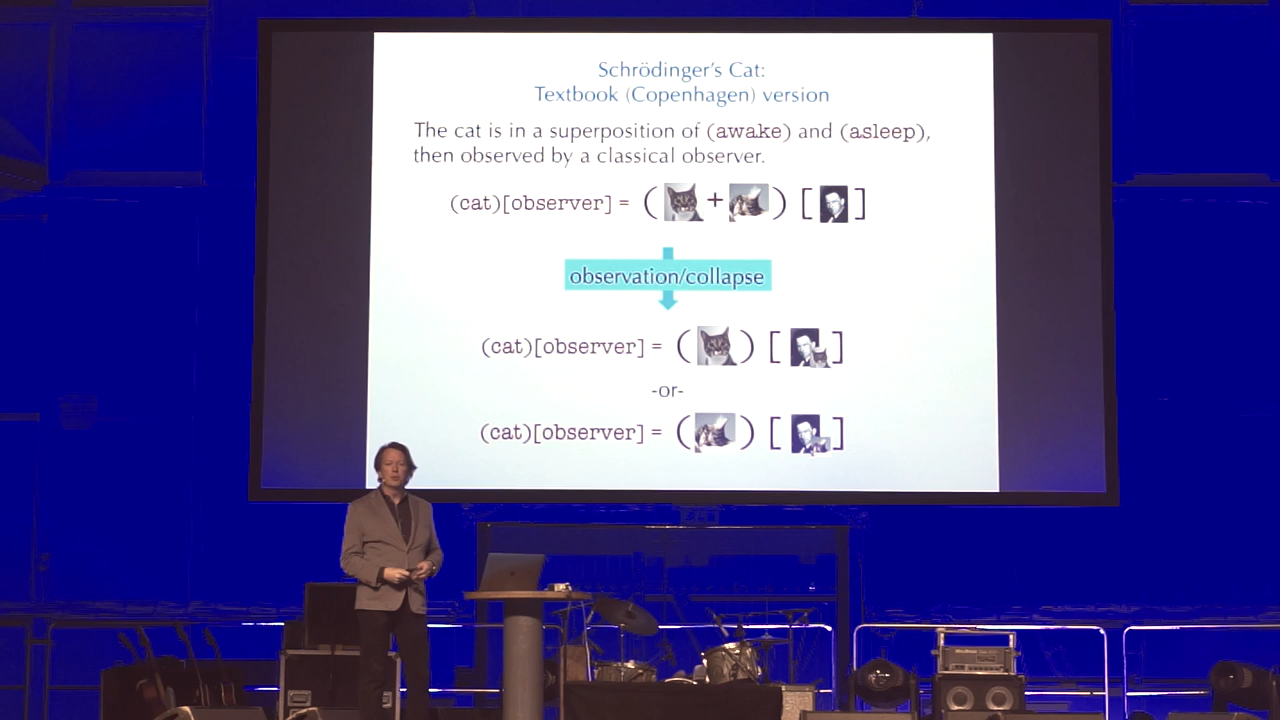 Schrödinger's Cat:
Textbook (Copenhagen) version
The cat is in a superposition of (awake) and (asleep),
then observed by a classical observer.
(cat)[observer] = ( + ) [ ]
observation/collapse
(cat)[observer] = ( ) [ ]
-or-
(cat)[observer] = ( ) [ ]